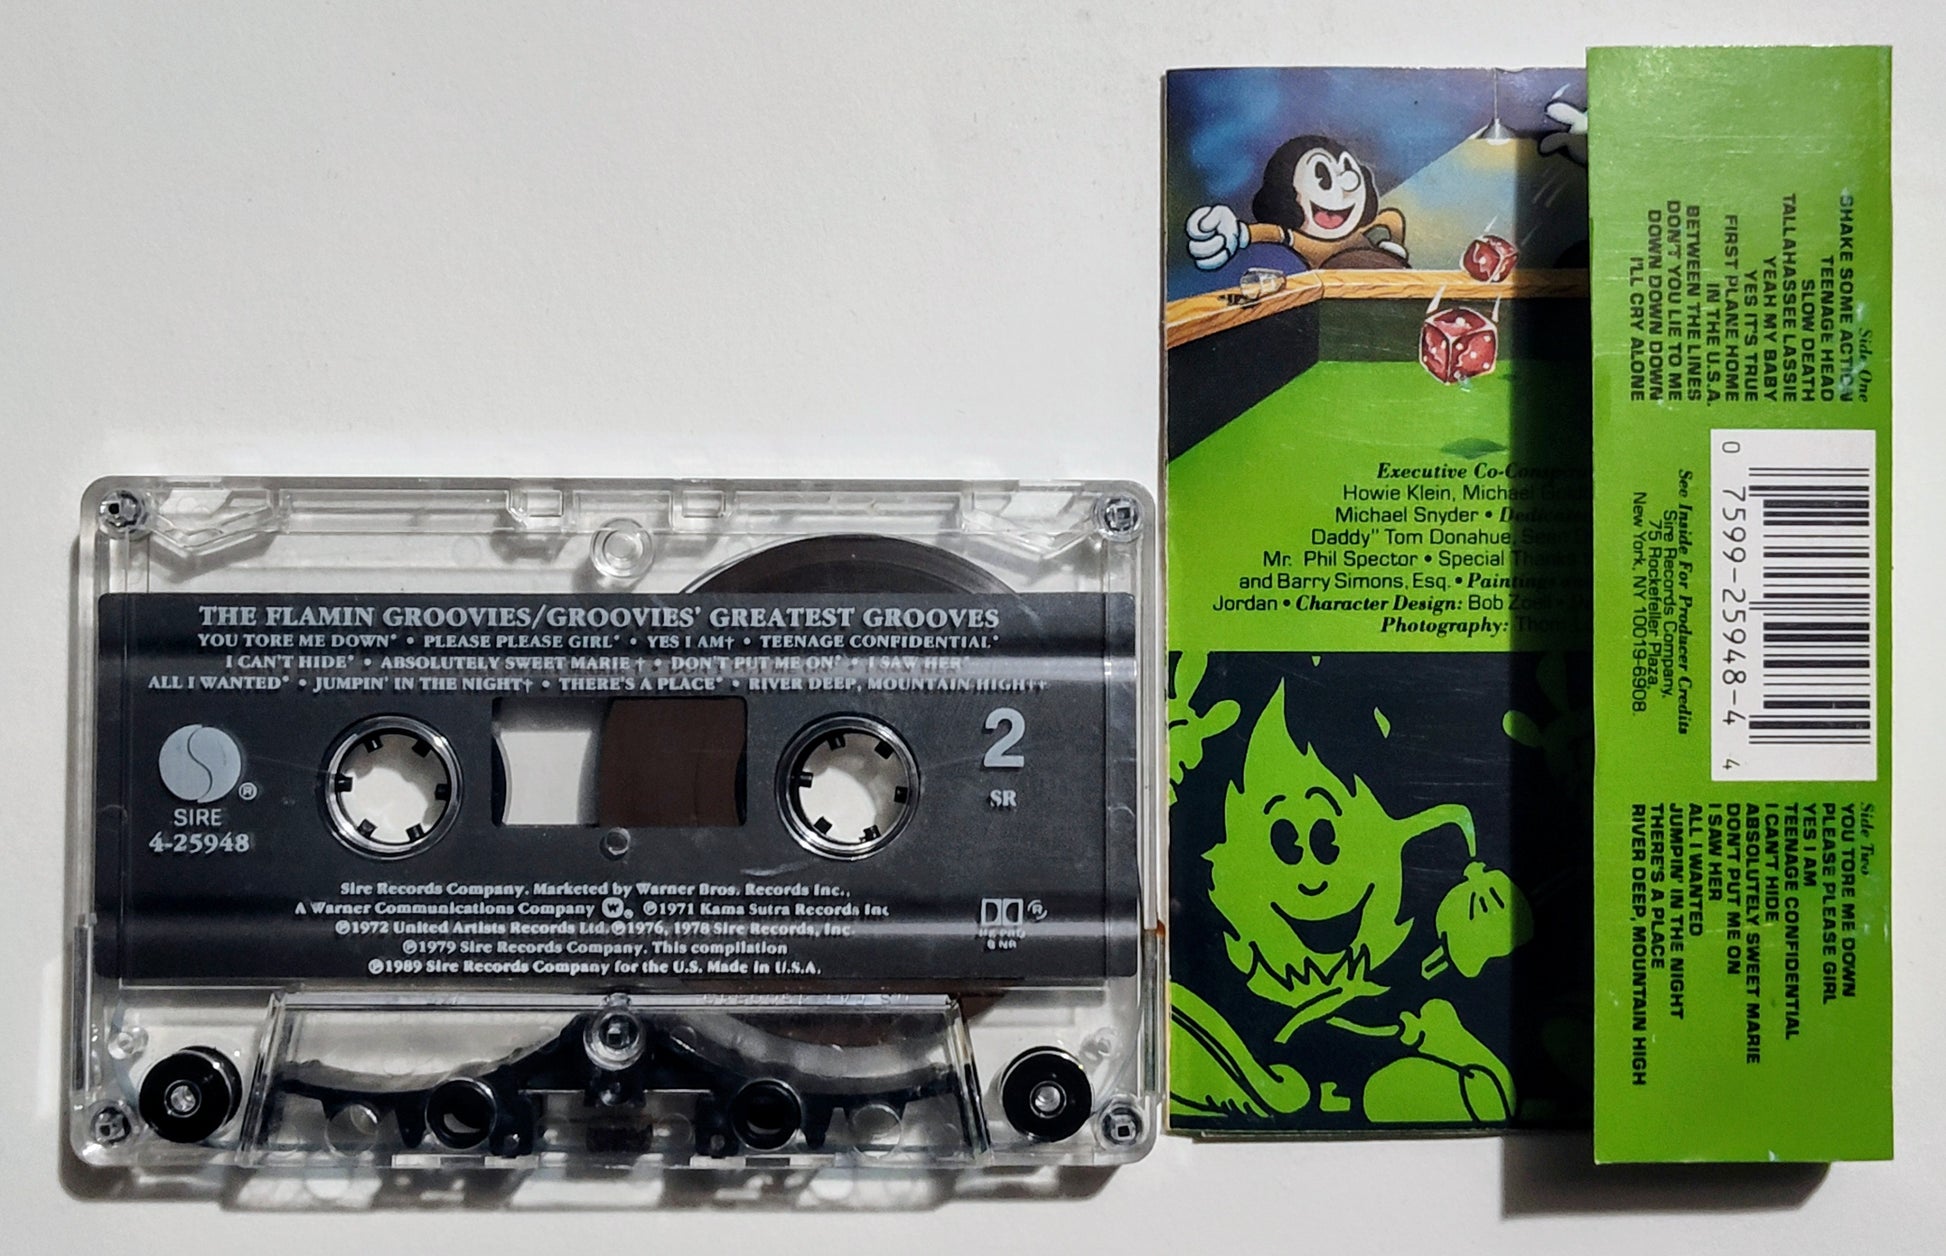 THE FLAMIN GROOVIES/GROOVIES' GREATEST GROOVES
YOU TORE ME DOWN* • PLEASE PLEASE GIRL* • YES I AM† • TEENAGE CONFIDENTIAL*
I CAN'T HIDE* • ABSOLUTELY SWEET MARIE † • DON'T PUT ME ON* • I SAW HER*
ALL I WANTED* • JUMPIN' IN THE NIGHT† • THERE'S A PLACE* • RIVER DEEP, MOUNTAIN HIGH††
2
SR
®
SIRE
4-25948
Sire Records Company. Marketed by Warner Bros. Records Inc.,
A Warner Communications Company W® ℗1971 Kama Sutra Records Inc
℗1972 United Artists Records Ltd.℗1976, 1978 Sire Records, Inc.
℗1979 Sire Records Company. This compilation
℗1989 Sire Records Company for the U.S. Made in U.S.A.
Executive
Howie Klein, Michael
Michael Snyder •
Daddy" Tom Donahue,
Mr. Phil Spector • Special Thanks
and Barry Simons, Esq. •
Jordan • Character Design: Bob
Photography:
Side One
SHAKE SOME ACTION
TEENAGE HEAD
SLOW DEATH
TALLAHASSEE LASSIE
YEAH MY BABY
YES IT'S TRUE
FIRST PLANE HOME
IN THE U.S.A.
BETWEEN THE LINES
DON'T YOU LIE TO ME
DOWN DOWN DOWN
I'LL CRY ALONE
0 7599-25948-4 4
See Inside For Producer Credits
Sire Records Company,
75 Rockefeller Plaza,
New York, NY 10019-6908.
Side Two
YOU TORE ME DOWN
PLEASE PLEASE GIRL
YES I AM
TEENAGE CONFIDENTIAL
I CAN'T HIDE
ABSOLUTELY SWEET MARIE
DON'T PUT ME ON
I SAW HER
ALL I WANTED
JUMPIN' IN THE NIGHT
THERE'S A PLACE
RIVER DEEP, MOUNTAIN HIGH